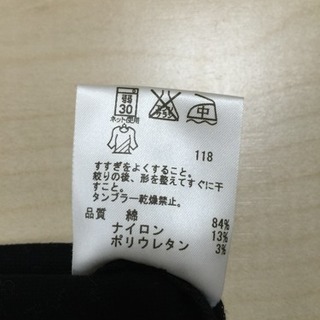 弱
30
中
ネット使用
118
すすぎをよくすること。
絞りの後、形を整えてすぐに干
すこと。
タンブラー乾燥禁止。
品質 綿 84%
ナイロン 13%
ポリウレタン 3%